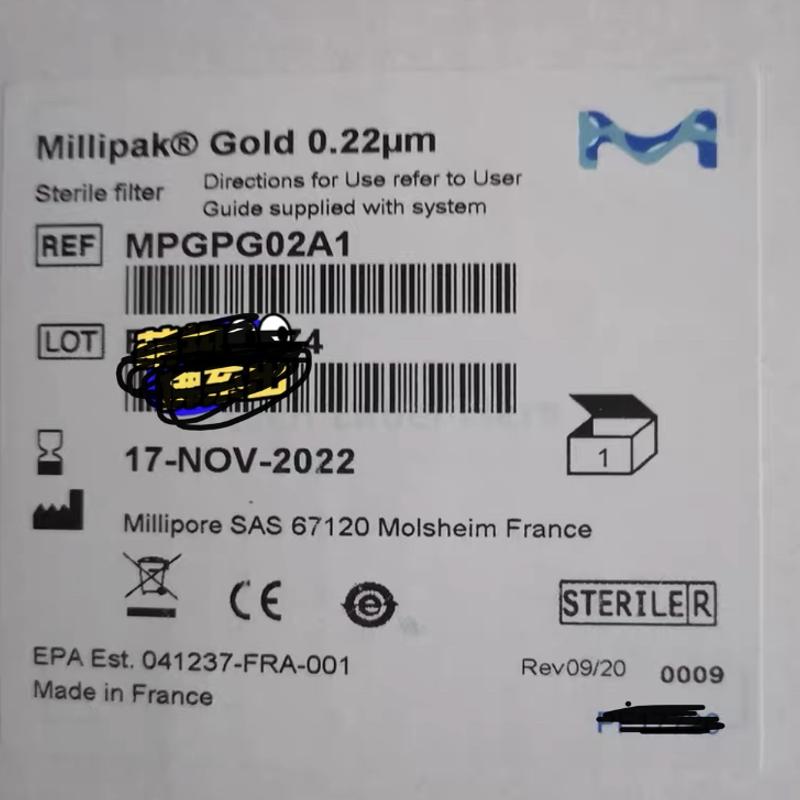 Millipak® Gold 0.22µm
Sterile filter
Directions for Use refer to User
Guide supplied with system
REF MPGPG02A1
LOT
17-NOV-2022
1
Millipore SAS 67120 Molsheim France
CE
e
STERILE R
EPA Est. 041237-FRA-001
Rev09/20 0009
Made in France